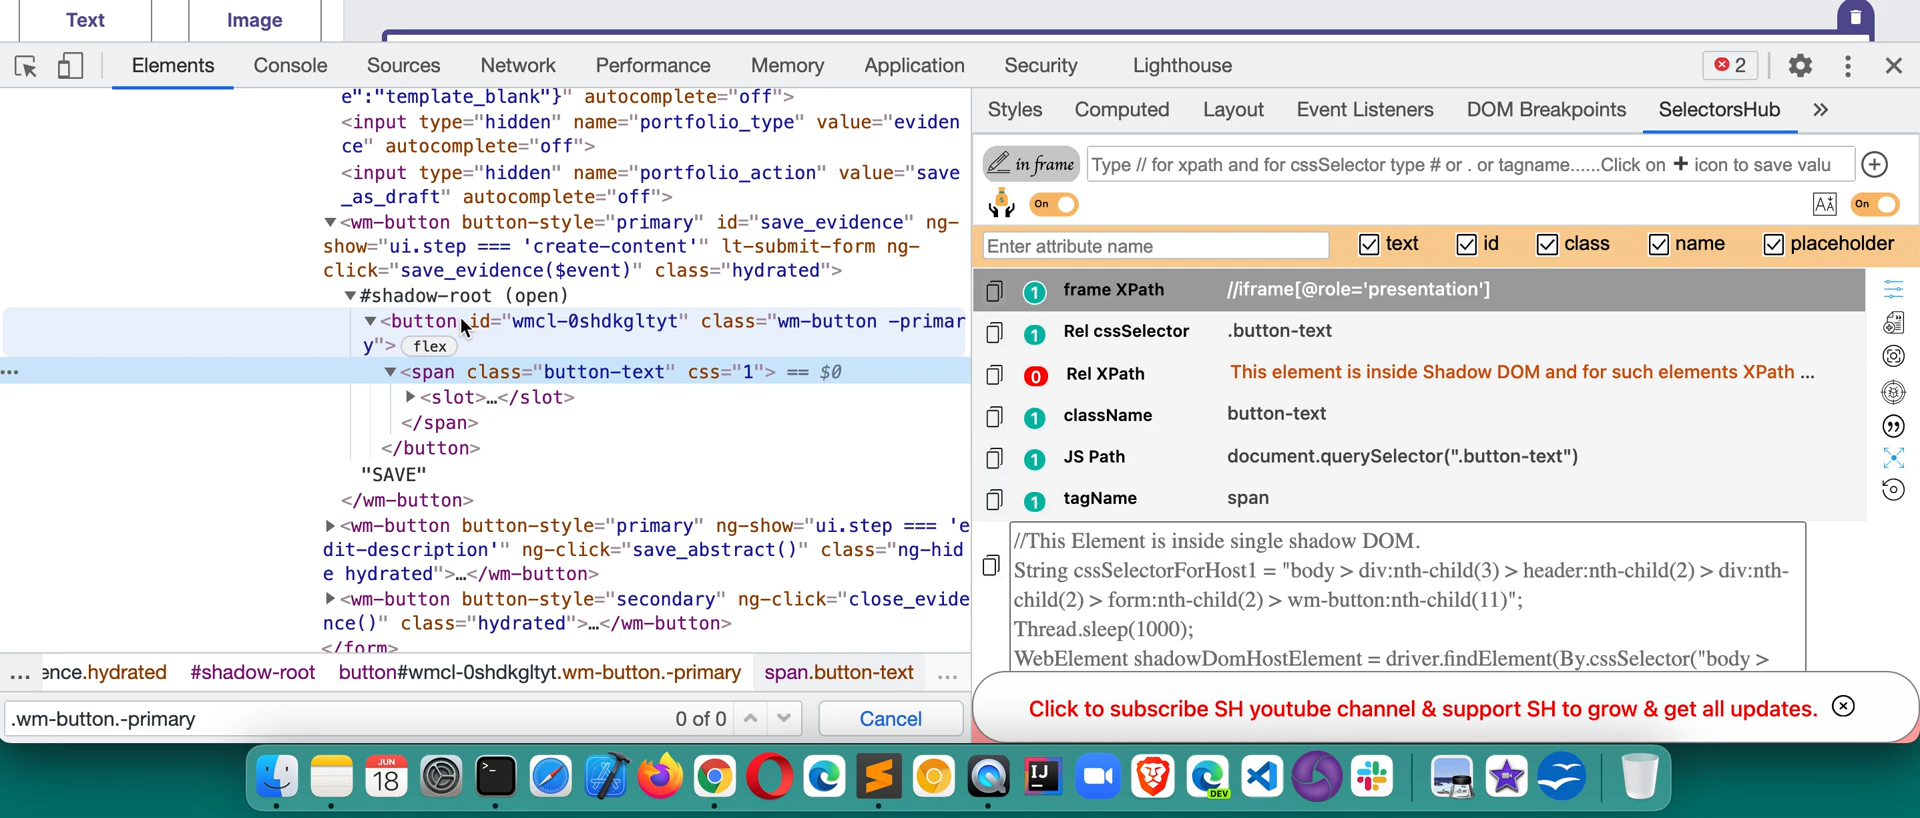 Text
Image
Elements
Console
Sources
Network
Performance
Memory
Application
Security
Lighthouse
2
e":"template_blank"}" autocomplete="off">
<input type="hidden" name="portfolio_type" value="eviden
ce" autocomplete="off">
<input type="hidden" name="portfolio_action" value="save
_as_draft" autocomplete="off">
▼<wm-button button-style="primary" id="save_evidence" ng-
show="ui.step === 'create-content'" lt-submit-form ng-
click="save_evidence($event)" class="hydrated">
▼#shadow-root (open)
▼<button id="wmcl-0shdkgltyt" class="wm-button -primar
y"> flex
… ▼<span class="button-text" css="1"> == $0
▶<slot>…</slot>
</span>
</button>
"SAVE"
</wm-button>
▶<wm-button button-style="primary" ng-show="ui.step === 'e
dit-description'" ng-click="save_abstract()" class="ng-hid
e hydrated">…</wm-button>
▶<wm-button button-style="secondary" ng-click="close_evide
nce()" class="hydrated">…</wm-button>
</form>
… ence.hydrated #shadow-root button#wmcl-0shdkgltyt.wm-button.-primary span.button-text …
.wm-button.-primary
0 of 0
Cancel
Styles
Computed
Layout
Event Listeners
DOM Breakpoints
SelectorsHub
»
in frame
Type // for xpath and for cssSelector type # or . or tagname......Click on + icon to save valu
On
On
Enter attribute name
text
id
class
name
placeholder
1 frame XPath //iframe[@role='presentation']
1 Rel cssSelector .button-text
0 Rel XPath This element is inside Shadow DOM and for such elements XPath ...
1 className button-text
1 JS Path document.querySelector(".button-text")
1 tagName span
//This Element is inside single shadow DOM.
String cssSelectorForHost1 = "body > div:nth-child(3) > header:nth-child(2) > div:nth-
child(2) > form:nth-child(2) > wm-button:nth-child(11)";
Thread.sleep(1000);
WebElement shadowDomHostElement = driver.findElement(By.cssSelector("body >
Click to subscribe SH youtube channel & support SH to grow & get all updates.
JUN
18
IJ
DEV